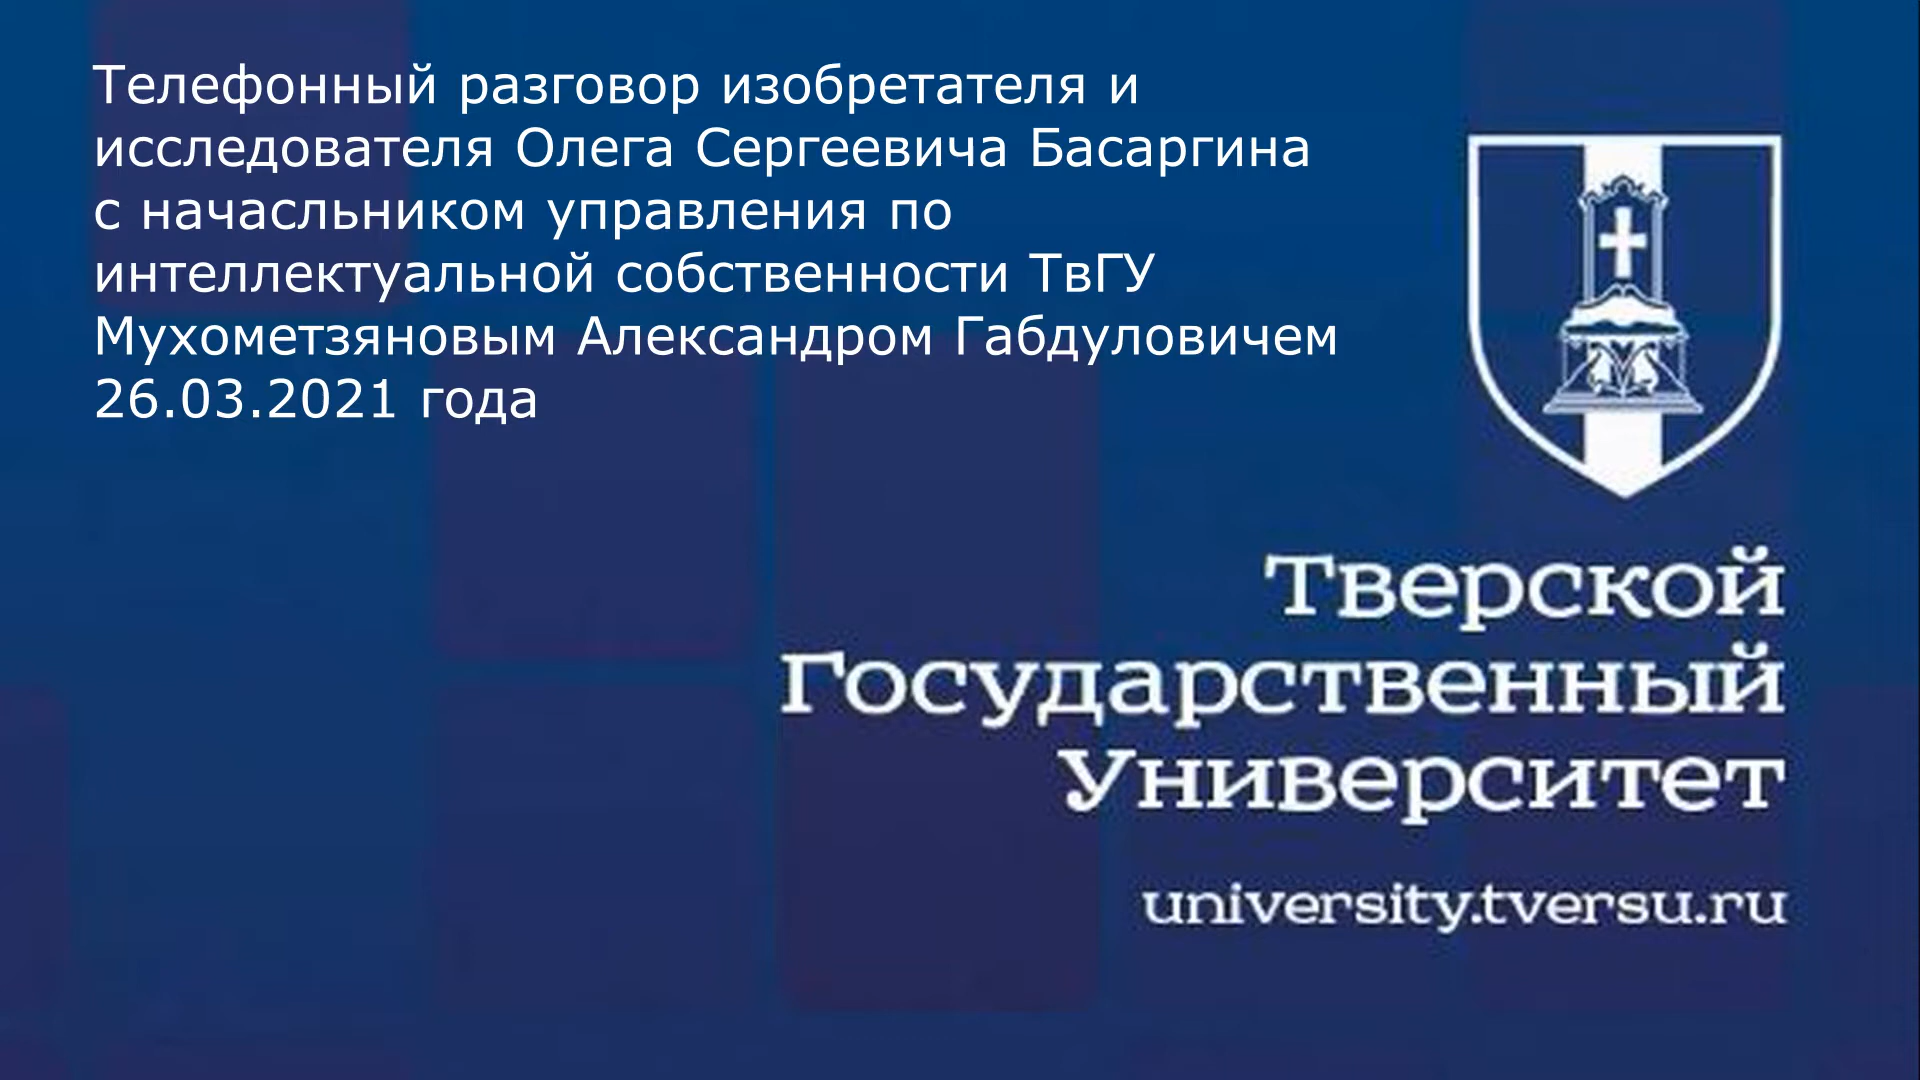 Телефонный разговор изобретателя и
исследователя Олега Сергеевича Басаргина
с начасльником управления по
интеллектуальной собственности ТвГУ
Мухометзяновым Александром Габдуловичем
26.03.2021 года
Тверской
Государственный
Университет
university.tversu.ru